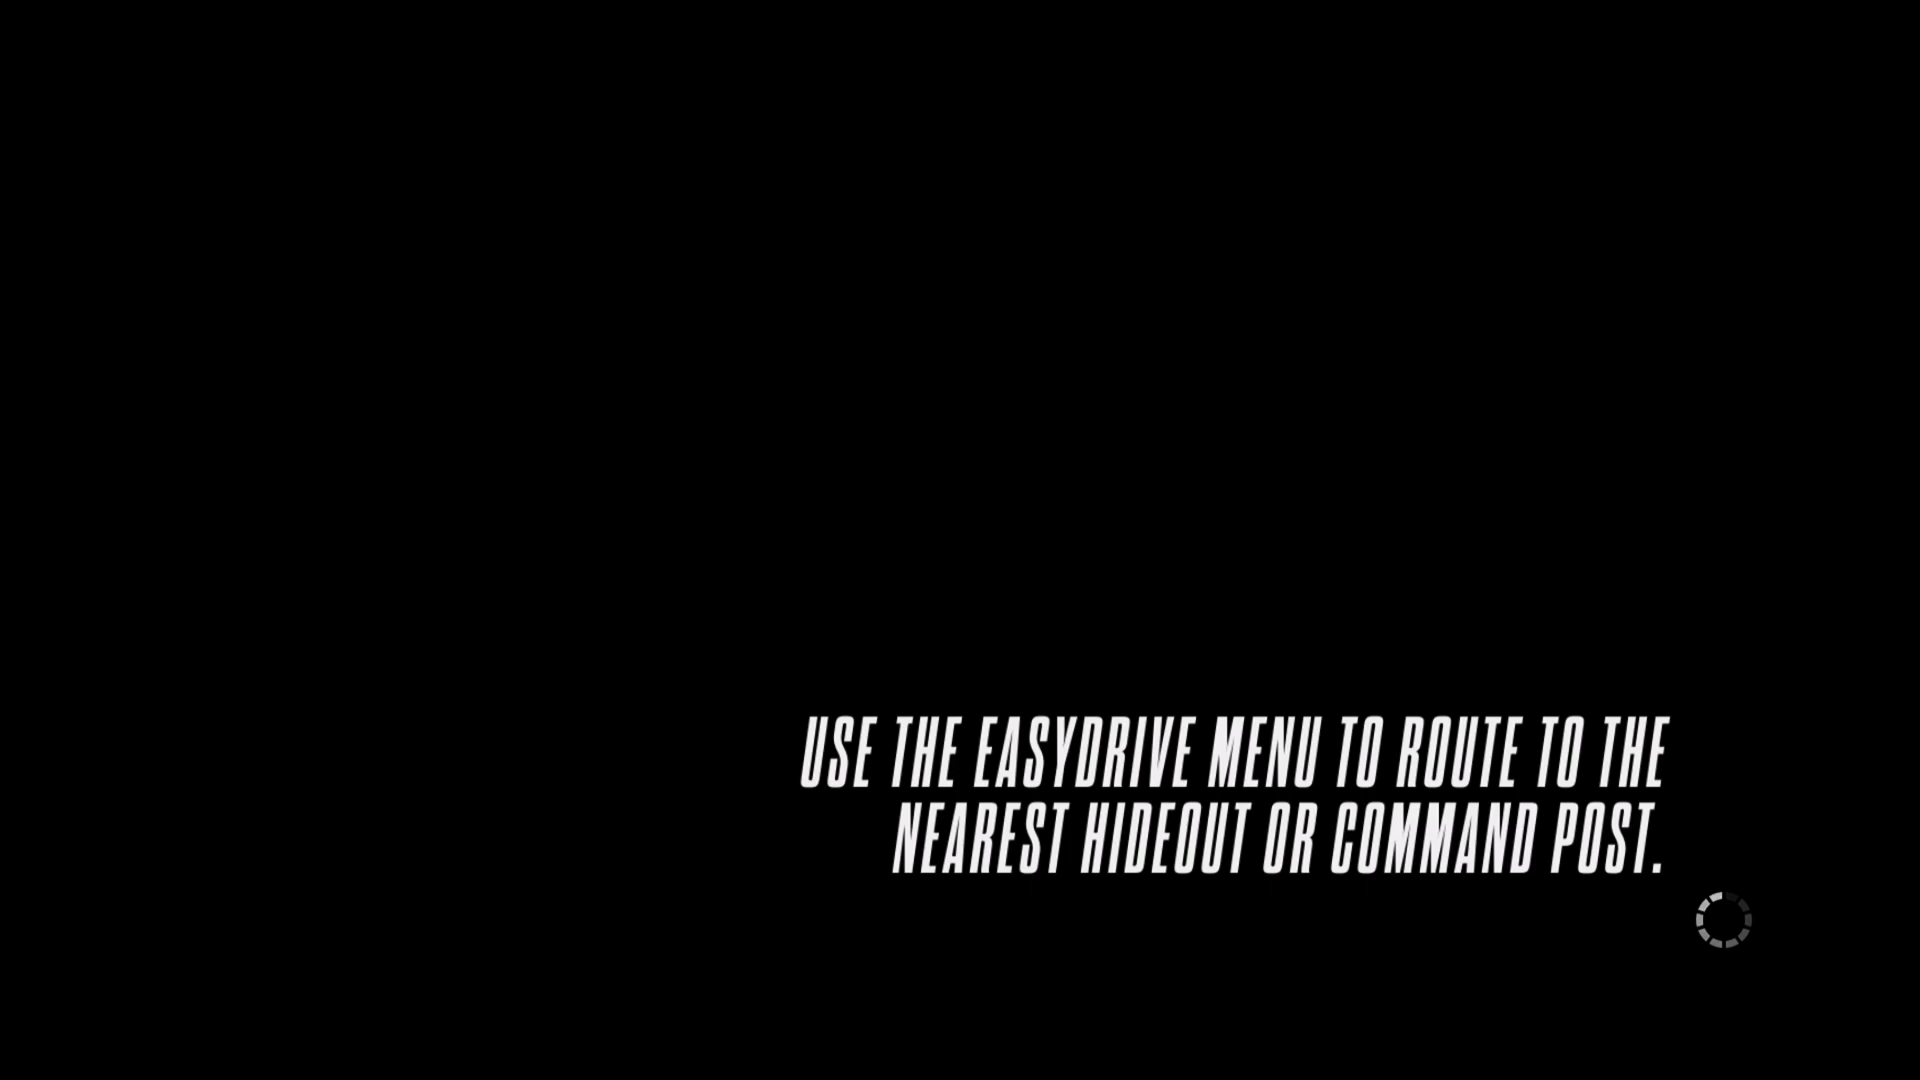 USE THE EASYDRIVE MENU TO ROUTE TO THE
NEAREST HIDEOUT OR COMMAND POST.